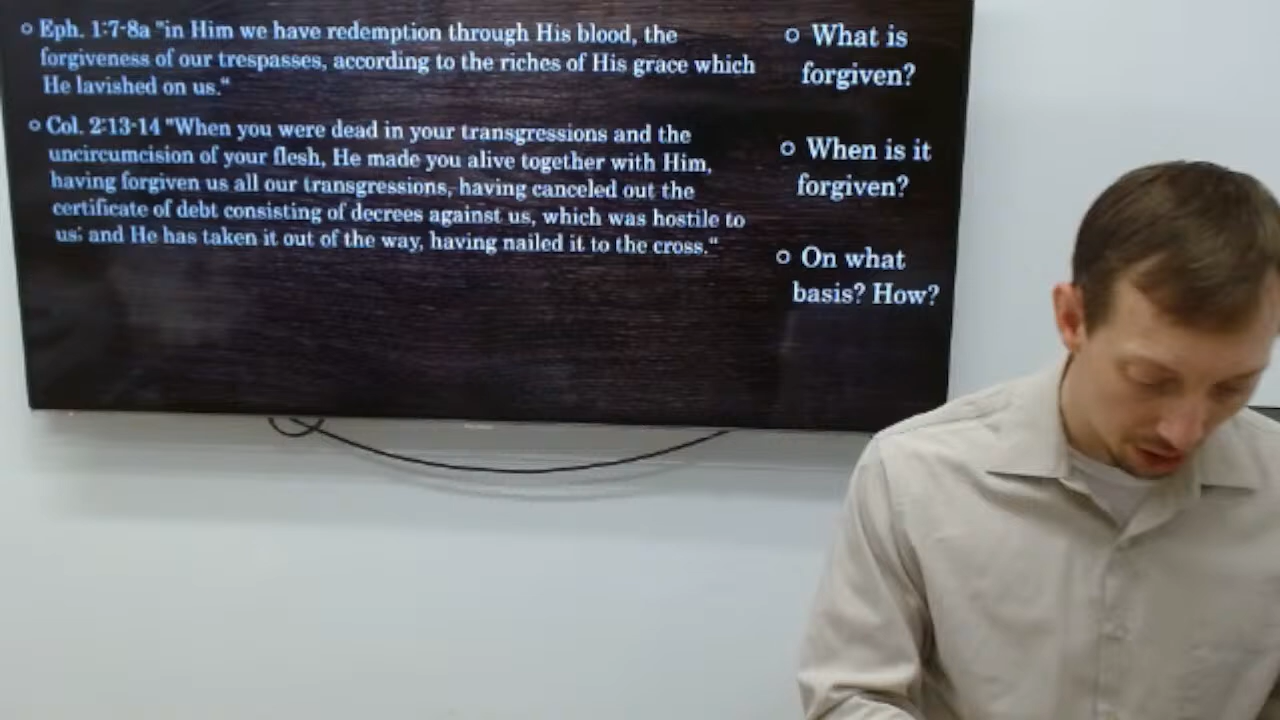 ○ Eph. 1:7-8a "in Him we have redemption through His blood, the
forgiveness of our trespasses, according to the riches of His grace which
He lavished on us."
○ Col. 2:13-14 "When you were dead in your transgressions and the
uncircumcision of your flesh, He made you alive together with Him,
having forgiven us all our transgressions, having canceled out the
certificate of debt consisting of decrees against us, which was hostile to
us; and He has taken it out of the way, having nailed it to the cross."
○ What is
forgiven?
○ When is it
forgiven?
○ On what
basis? How?